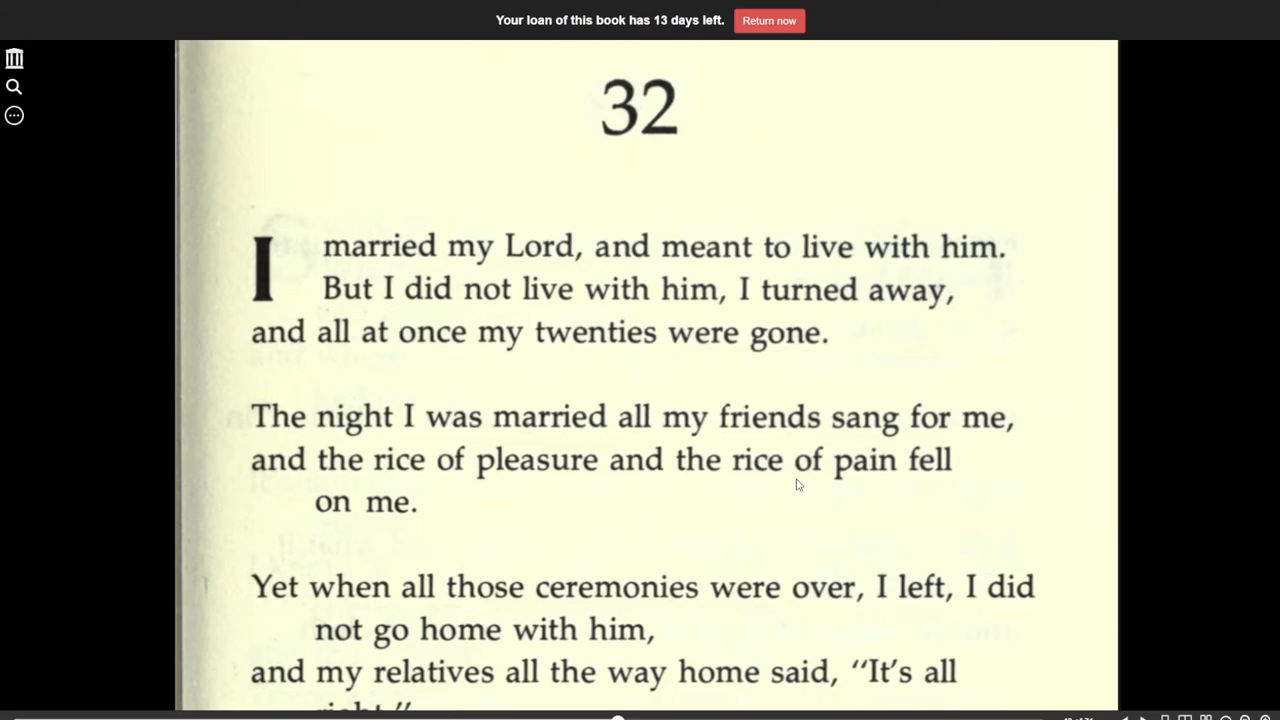 Your loan of this book has 13 days left. Return now
32
I married my Lord, and meant to live with him.
But I did not live with him, I turned away,
and all at once my twenties were gone.
The night I was married all my friends sang for me,
and the rice of pleasure and the rice of pain fell
on me.
Yet when all those ceremonies were over, I left, I did
not go home with him,
and my relatives all the way home said, “It’s all
right.”